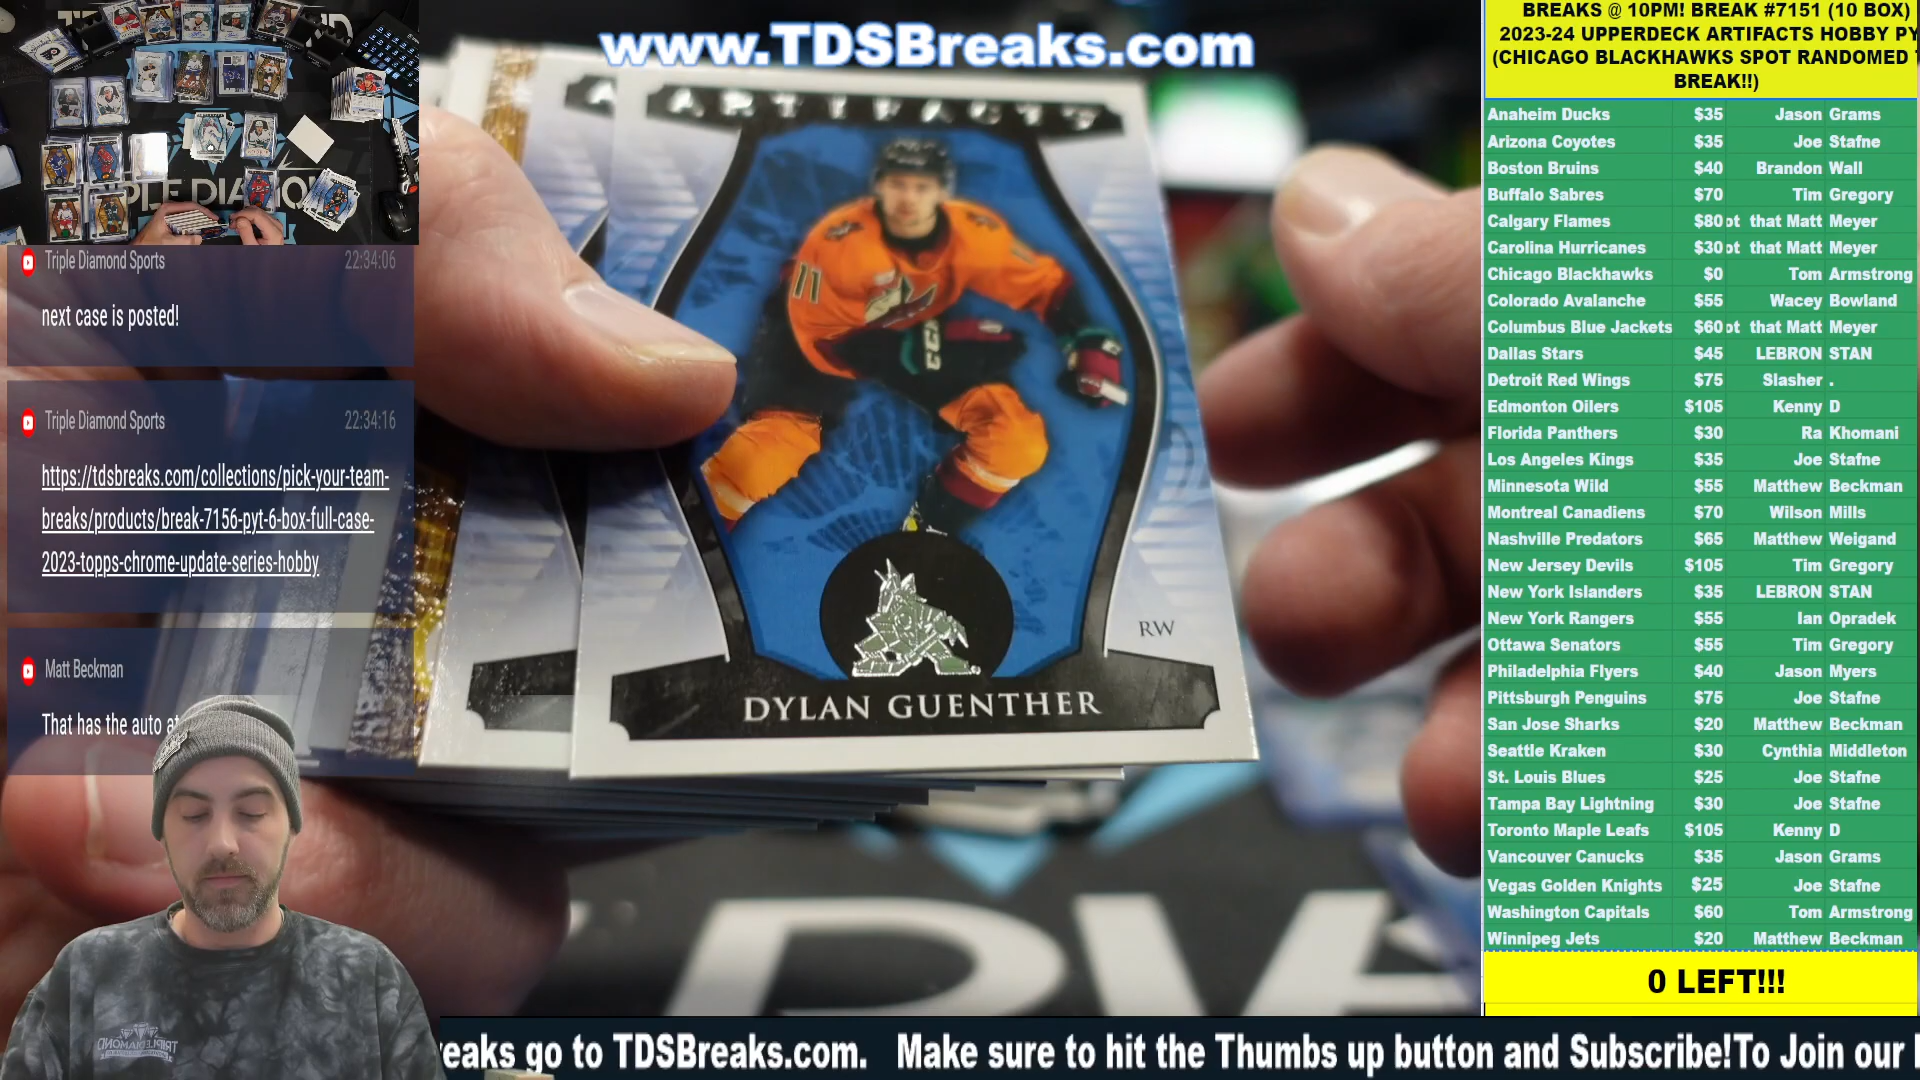 www.TDSBreaks.com
BREAKS @ 10PM! BREAK #7151 (10 BOX)
2023-24 UPPERDECK ARTIFACTS HOBBY PY
(CHICAGO BLACKHAWKS SPOT RANDOMED
BREAK!!)
Anaheim Ducks $35 Jason Grams
Arizona Coyotes $35 Joe Stafne
Boston Bruins $40 Brandon Wall
Buffalo Sabres $70 Tim Gregory
Calgary Flames $80 ot that Matt Meyer
Carolina Hurricanes $30 ot that Matt Meyer
Chicago Blackhawks $0 Tom Armstrong
Colorado Avalanche $55 Wacey Bowland
Columbus Blue Jackets $60 ot that Matt Meyer
Dallas Stars $45 LEBRON STAN
Detroit Red Wings $75 Slasher .
Edmonton Oilers $105 Kenny D
Florida Panthers $30 Ra Khomani
Los Angeles Kings $35 Joe Stafne
Minnesota Wild $55 Matthew Beckman
Montreal Canadiens $70 Wilson Mills
Nashville Predators $65 Matthew Weigand
New Jersey Devils $105 Tim Gregory
New York Islanders $35 LEBRON STAN
New York Rangers $55 Ian Opradek
Ottawa Senators $55 Tim Gregory
Philadelphia Flyers $40 Jason Myers
Pittsburgh Penguins $75 Joe Stafne
San Jose Sharks $20 Matthew Beckman
Seattle Kraken $30 Cynthia Middleton
St. Louis Blues $25 Joe Stafne
Tampa Bay Lightning $30 Joe Stafne
Toronto Maple Leafs $105 Kenny D
Vancouver Canucks $35 Jason Grams
Vegas Golden Knights $25 Joe Stafne
Washington Capitals $60 Tom Armstrong
Winnipeg Jets $20 Matthew Beckman
0 LEFT!!!
Triple Diamond Sports 22:34:06
next case is posted!
Triple Diamond Sports 22:34:16
https://tdsbreaks.com/collections/pick-your-team-
breaks/products/break-7156-pyt-6-box-full-case-
2023-topps-chrome-update-series-hobby
Matt Beckman
That has the auto at
ARTIFACTS
11
CCM
RW
DYLAN GUENTHER
TRIPLE DIAMOND
eaks go to TDSBreaks.com. Make sure to hit the Thumbs up button and Subscribe!To Join our